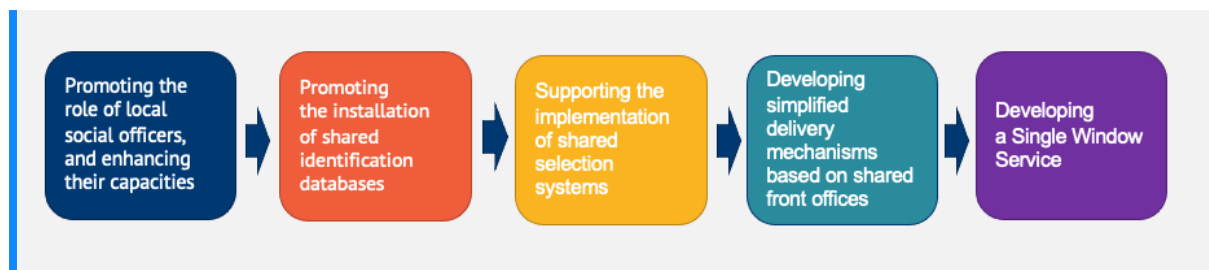 Promoting the
role of local
social officers,
and enhancing
their capacities
Promoting
the installation
of shared
identification
databases
Supporting the
implementation
of shared
selection
systems
Developing
simplified
delivery
mechanisms
based on shared
front offices
Developing
a Single Window
Service